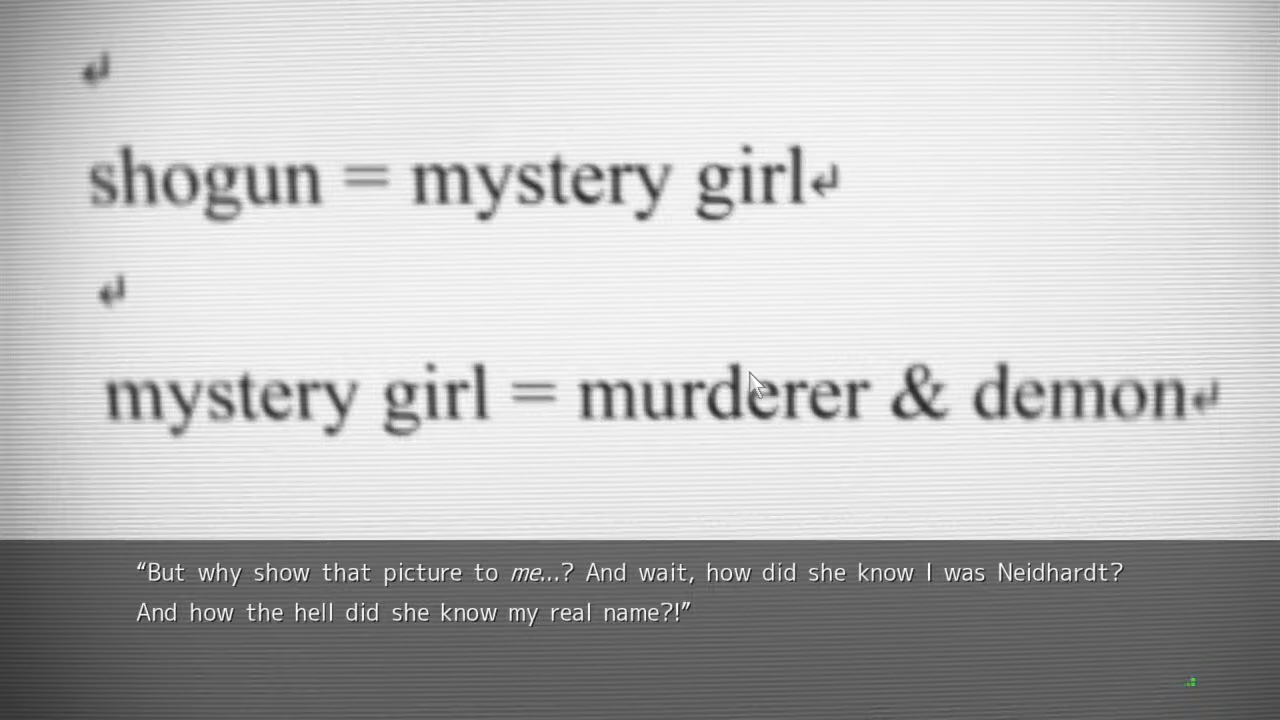 ↵
shogun = mystery girl↵
↵
mystery girl = murderer & demon↵
“But why show that picture to me...? And wait, how did she know I was Neidhardt?
And how the hell did she know my real name?!”